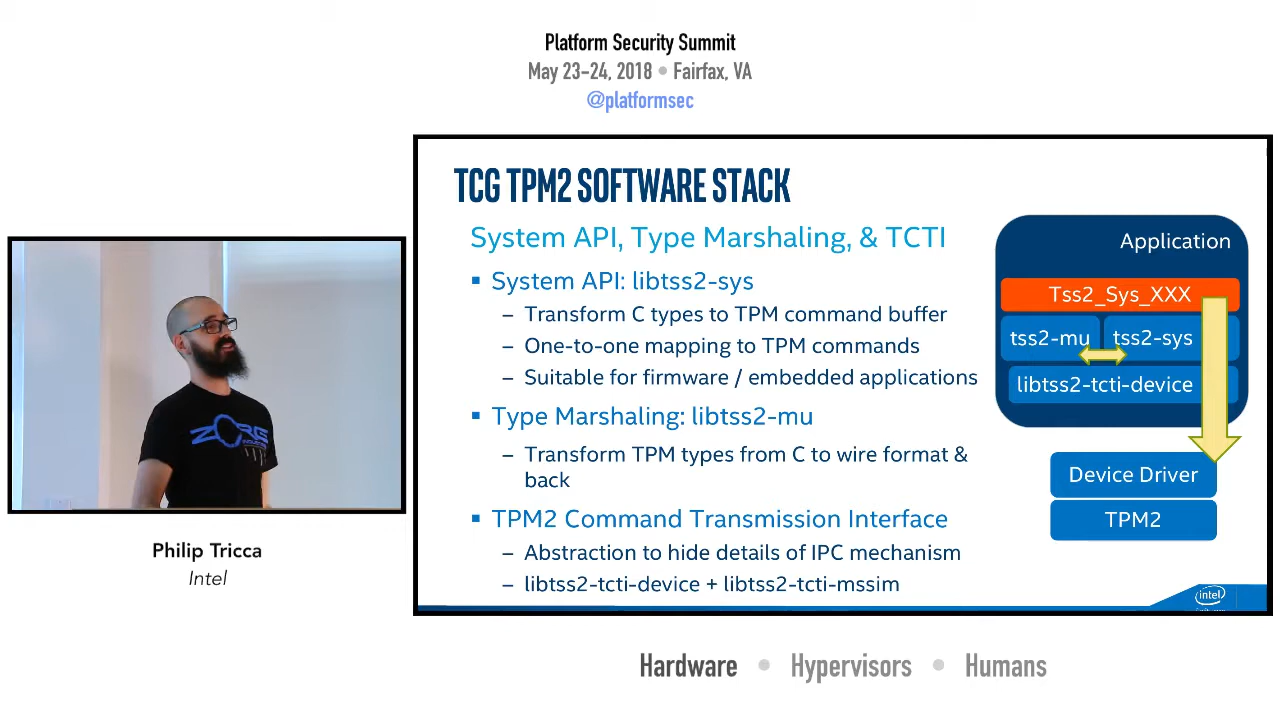 Platform Security Summit
May 23-24, 2018 • Fairfax, VA
@platformsec
TCG TPM2 SOFTWARE STACK
System API, Type Marshaling, & TCTI
▪ System API: libtss2-sys
– Transform C types to TPM command buffer
– One-to-one mapping to TPM commands
– Suitable for firmware / embedded applications
▪ Type Marshaling: libtss2-mu
– Transform TPM types from C to wire format &
back
▪ TPM2 Command Transmission Interface
– Abstraction to hide details of IPC mechanism
– libtss2-tcti-device + libtss2-tcti-mssim
Application
Tss2_Sys_XXX
tss2-mu tss2-sys
libtss2-tcti-device
Device Driver
TPM2
intel
ZORG
Philip Tricca
Intel
Hardware • Hypervisors • Humans